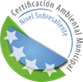 Certificación Ambiental Municipal
Nivel Sobresaliente